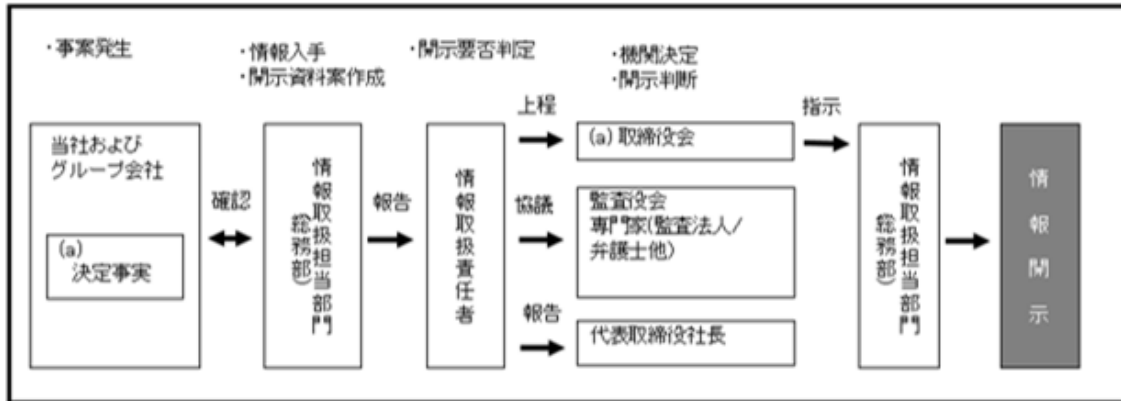 ・事案発生
・情報入手
・開示資料案作成
・開示要否判定
・機関決定
・開示判断
当社および
グループ会社
(a)
決定事実
確認
情報取扱担当部門
(総務部)
報告
情報取扱責任者
上程
(a) 取締役会
協議
監査役会
専門家(監査法人/
弁護士他)
報告
代表取締役社長
指示
情報取扱担当部門
(総務部)
情報開示